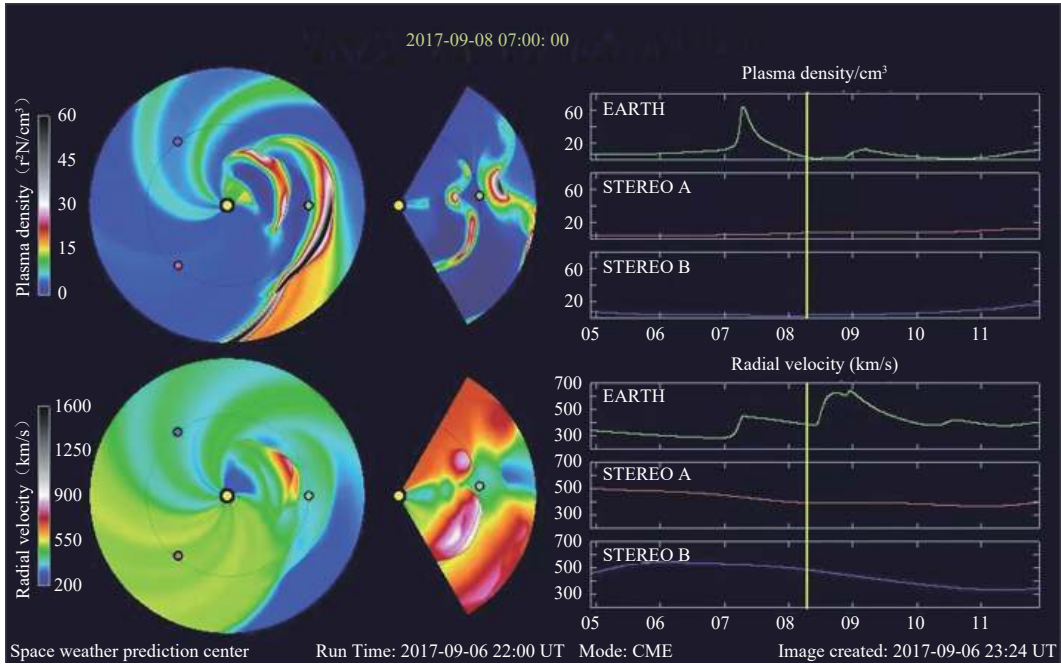 2017-09-08 07:00: 00
Plasma density（r²N/cm³）
60
45
30
15
0
Plasma density/cm³
EARTH
60
20
STEREO A
60
20
STEREO B
60
20
05 06 07 08 09 10 11
Radial velocity（km/s）
1600
1250
900
550
200
Radial velocity (km/s)
700
EARTH
500
300
700
STEREO A
500
300
700
STEREO B
500
300
05 06 07 08 09 10 11
Space weather prediction center Run Time: 2017-09-06 22:00 UT Mode: CME Image created: 2017-09-06 23:24 UT